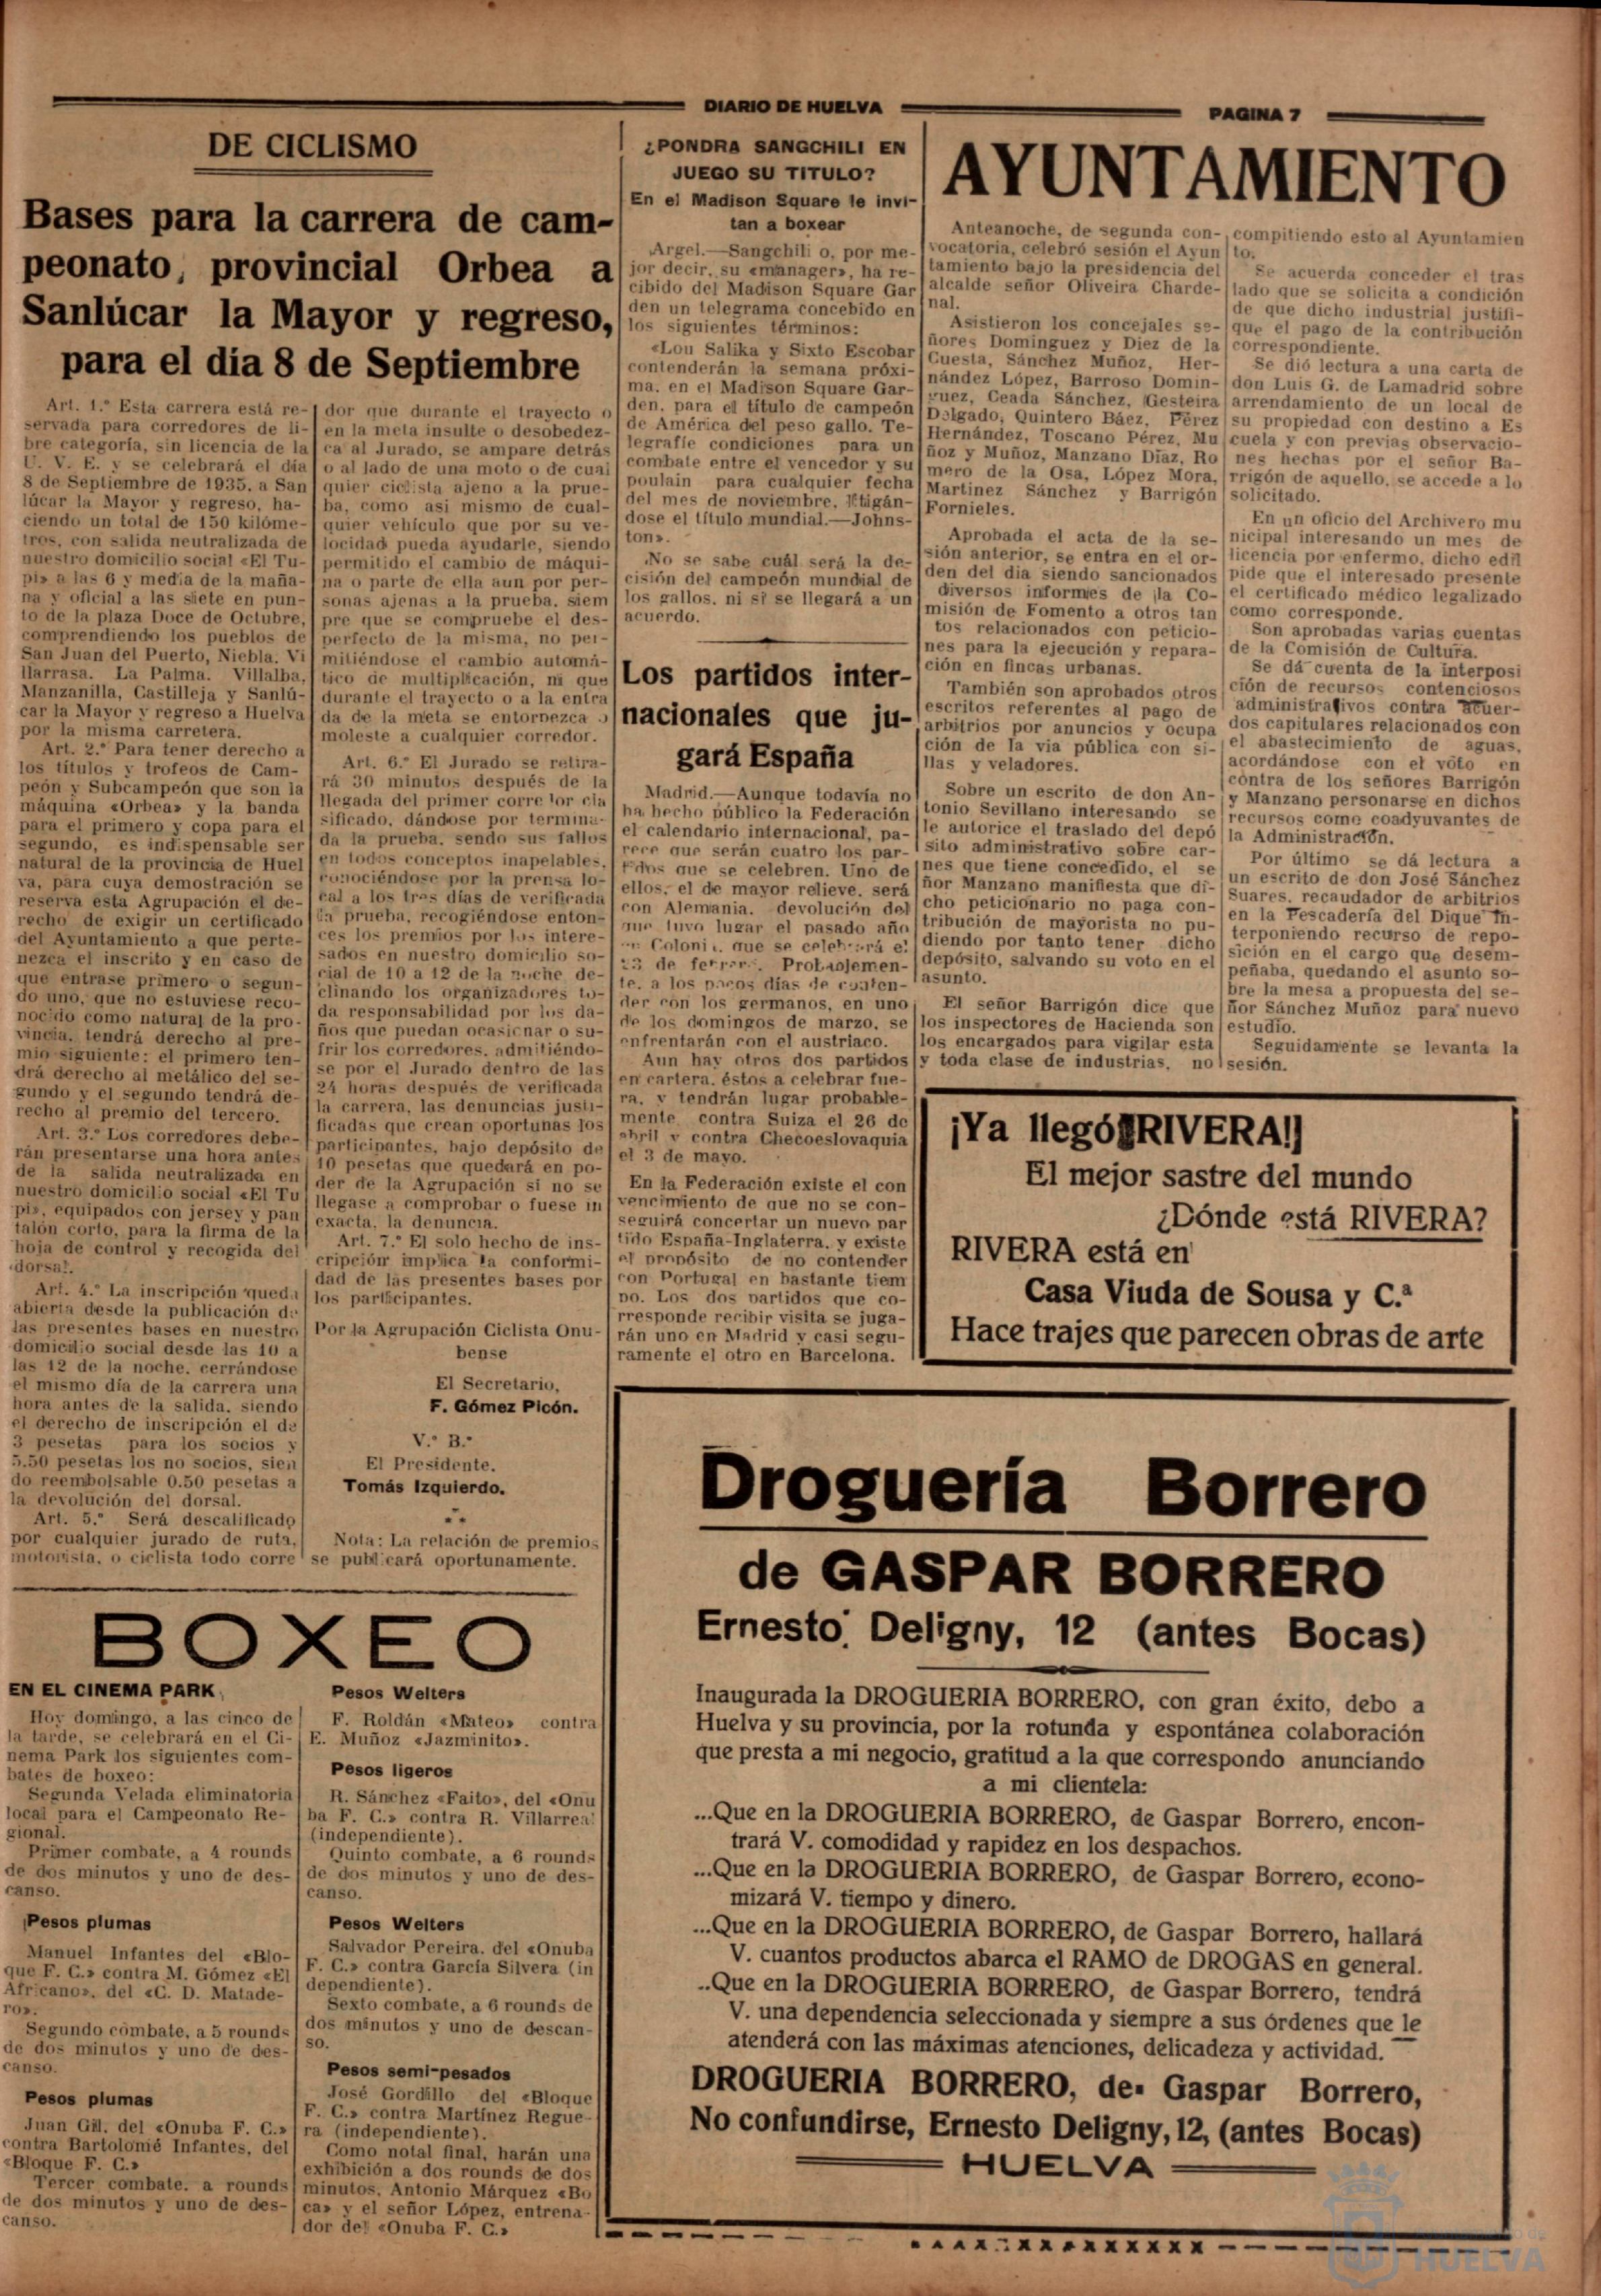 DIARIO DE HUELVA
PAGINA 7
DE CICLISMO
Bases para la carrera de cam-
peonato, provincial Orbea a
Sanlúcar la Mayor y regreso,
para el día 8 de Septiembre
Art. 1.º Esta carrera está re-
servada para corredores de li-
bre categoría, sin licencia de la
U. V. E. y se celebrará el día
8 de Septiembre de 1935, a San
lúcar la Mayor y regreso, ha-
ciendo un total de 150 kilóme-
tros, con salida neutralizada de
nuestro domicilio social «El Tu-
pi» a las 6 y media de la maña-
na y oficial a las siete en pun-
to de la plaza Doce de Octubre,
comprendiendo los pueblos de
San Juan del Puerto, Niebla, Vi
llarrasa, La Palma, Villalba,
Manzanilla, Castilleja y Sanlú-
car la Mayor y regreso a Huelva
por la misma carretera.
Art. 2.º Para tener derecho a
los títulos y trofeos de Cam-
peón y Subcampeón que son la
máquina «Orbea» y la banda
para el primero y copa para el
segundo, es indispensable ser
natural de la provincia de Huel
va, para cuya demostración se
reserva esta Agrupación el de-
recho de exigir un certificado
del Ayuntamiento a que perte-
nezca el inscrito y en caso de
que entrase primero o segun-
do uno, que no estuviese reco-
nocido como natural de la pro-
vincia, tendrá derecho al pre-
mio siguiente: el primero ten-
drá derecho al metálico del se-
gundo y el segundo tendrá de-
recho al premio del tercero.
Art. 3.º Los corredores debe-
rán presentarse una hora antes
de la salida neutralizada en
nuestro domicilio social «El Tu
pi», equipados con jersey y pan
talón corto, para la firma de la
hoja de control y recogida del
dorsal.
Art. 4.º La inscripción queda
abierta desde la publicación de
las presentes bases en nuestro
domicilio social desde las 10 a
las 12 de la noche, cerrándose
el mismo día de la carrera una
hora antes de la salida, siendo
el derecho de inscripción el de
3 pesetas para los socios y
5.50 pesetas los no socios, sien
do reembolsable 0.50 pesetas a
la devolución del dorsal.
Art. 5.º Será descalificado
por cualquier jurado de ruta,
motorista, o ciclista todo corre
dor que durante el trayecto o
en la meta insulte o desobedez-
ca al Jurado, se ampare detrás
o al lado de una moto o de cual
quier ciclista ajeno a la prue-
ba, como asi mismo de cual-
quier vehículo que por su ve-
locidad pueda ayudarle, siendo
permitido el cambio de máqui-
na o parte de ella aun por per-
sonas ajenas a la prueba, siem
pre que se compruebe el des-
perfecto de la misma, no per-
mitiéndose el cambio automá-
tico de multiplicación, ni que
durante el trayecto o a la entra
da de la meta se entorpezca o
moleste a cualquier corredor.
Art. 6.º El Jurado se retira-
rá 30 minutos después de la
llegada del primer corredor cla
sificado, dándose por termina-
da la prueba, sendo sus fallos
en todos conceptos inapelables,
conociéndose por la prensa lo-
cal a los tres días de verificada
la prueba, recogiéndose enton-
ces los premios por los intere-
sados en nuestro domicilio so-
cial de 10 a 12 de la noche de-
clinando los organizadores to-
da responsabilidad por los da-
ños que puedan ocasionar o su-
frir los corredores, admitiéndo-
se por el Jurado dentro de las
24 horas después de verificada
la carrera, las denuncias justi-
ficadas que crean oportunas los
participantes, bajo depósito de
10 pesetas que quedará en po-
der de la Agrupación si no se
llegase a comprobar o fuese in
exacta, la denuncia.
Art. 7.º El solo hecho de ins-
cripción implica la conformi-
dad de las presentes bases por
los participantes.
Por la Agrupación Ciclista Onu-
bense
El Secretario,
F. Gómez Picón.
V.º B.º
El Presidente.
Tomás Izquierdo.
Nota: La relación de premios
se publicará oportunamente.
BOXEO
EN EL CINEMA PARK
Hoy domingo, a las cinco de
la tarde, se celebrará en el Ci-
nema Park los siguientes com-
bates de boxeo:
Segunda Velada eliminatoria
local para el Campeonato Re-
gional.
Primer combate, a 4 rounds
de dos minutos y uno de des-
canso.
Pesos plumas
Manuel Infantes del «Blo-
que F. C.» contra M. Gómez «El
Africano», del «C. D. Matade-
ro».
Segundo combate, a 5 rounds
de dos minutos y uno de des-
canso.
Pesos plumas
Juan Gil, del «Onuba F. C.»
contra Bartolomé Infantes, del
«Bloque F. C.»
Tercer combate, a rounds
de dos minutos y uno de des-
canso.
Pesos Welters
F. Roldán «Mateo» contra
E. Muñoz «Jazminito».
Pesos ligeros
R. Sánchez «Faito», del «Onu
ba F. C.» contra R. Villarreal
(independiente).
Quinto combate, a 6 rounds
de dos minutos y uno de des-
canso.
Pesos Welters
Salvador Pereira, del «Onuba
F. C.» contra García Silvera (in
dependiente).
Sexto combate, a 6 rounds de
dos minutos y uno de descan-
so.
Pesos semi-pesados
José Gordillo del «Bloque
F. C.» contra Martínez Regue-
ra (independiente).
Como notal final, harán una
exhibición a dos rounds de dos
minutos, Antonio Márquez «Bo
ca» y el señor López, entrena-
dor del «Onuba F. C.»
¿PONDRA SANGCHILI EN
JUEGO SU TITULO?
En el Madison Square le invi-
tan a boxear
Argel.—Sangchili o, por me-
jor decir, su «manager», ha re-
cibido del Madison Square Gar
den un telegrama concebido en
los siguientes términos:
«Lou Salika y Sixto Escobar
contenderán la semana próxi-
ma, en el Madison Square Gar-
den, para el título de campeón
de América del peso gallo. Te-
legrafíe condiciones para un
combate entre el vencedor y su
poulain para cualquier fecha
del mes de noviembre, litigán-
dose el título mundial.—Johns-
ton».
No se sabe cuál será la de-
cisión del campeón mundial de
los gallos, ni si se llegará a un
acuerdo.
Los partidos inter-
nacionales que ju-
gará España
Madrid.—Aunque todavía no
ha hecho público la Federación
el calendario internacional, pa-
rece que serán cuatro los par-
tidos que se celebren. Uno de
ellos, el de mayor relieve, será
con Alemania, devolución del
que tuvo lugar el pasado año
en Colonia, que se celebrará el
23 de febrero. Problojemen-
te, a los pocos días de conten-
der con los germanos, en uno
de los domingos de marzo, se
enfrentarán con el austriaco.
Aun hay otros dos partidos
en cartera, éstos a celebrar fue-
ra, y tendrán lugar probable-
mente contra Suiza el 26 de
abril y contra Checoeslovaquia
el 3 de mayo.
En la Federación existe el con
vencimiento de que no se con-
seguirá concertar un nuevo par
tido España-Inglaterra, y existe
el propósito de no contender
con Portugal en bastante tiem
po. Los dos partidos que co-
rresponde recibir visita se juga-
rán uno en Madrid y casi segu-
ramente el otro en Barcelona.
AYUNTAMIENTO
Anteanoche, de segunda con-
vocatoria, celebró sesión el Ayun
tamiento bajo la presidencia del
alcalde señor Oliveira Charde-
nal.
Asistieron los concejales se-
ñores Dominguez y Diez de la
Cuesta, Sánchez Muñoz, Her-
nández López, Barroso Domin-
guez, Ceada Sánchez, Gesteira
Delgado, Quintero Báez, Pérez
Hernández, Toscano Pérez, Mu
ñoz y Muñoz, Manzano Díaz, Ro
mero de la Osa, López Mora,
Martinez Sánchez y Barrigón
Fornieles.
Aprobada el acta de la se-
sión anterior, se entra en el or-
den del dia siendo sancionados
diversos informes de la Co-
misión de Fomento a otros tan
tos relacionados con peticio-
nes para la ejecución y repara-
ción en fincas urbanas.
También son aprobados otros
escritos referentes al pago de
arbitrios por anuncios y ocupa
ción de la via pública con si-
llas y veladores.
Sobre un escrito de don An-
tonio Sevillano interesando se
le autorice el traslado del depó
sito administrativo sobre car-
nes que tiene concedido, el se
ñor Manzano manifiesta que di-
cho peticionario no paga con-
tribución de mayorista no pu-
diendo por tanto tener dicho
depósito, salvando su voto en el
asunto.
El señor Barrigón dice que
los inspectores de Hacienda son
los encargados para vigilar esta
y toda clase de industrias, no
compitiendo esto al Ayuntamien
to.
Se acuerda conceder el tras
lado que se solicita a condición
de que dicho industrial justifi-
que el pago de la contribución
correspondiente.
Se dió lectura a una carta de
don Luis G. de Lamadrid sobre
arrendamiento de un local de
su propiedad con destino a Es
cuela y con previas observacio-
nes hechas por el señor Ba-
rrigón de aquello, se accede a lo
solicitado.
En un oficio del Archivero mu
nicipal interesando un mes de
licencia por enfermo, dicho edil
pide que el interesado presente
el certificado médico legalizado
como corresponde.
Son aprobadas varias cuentas
de la Comisión de Cultura.
Se dá cuenta de la interposi
ción de recursos contenciosos
administrativos contra acuer-
dos capitulares relacionados con
el abastecimiento de aguas,
acordándose con el voto en
contra de los señores Barrigón
y Manzano personarse en dichos
recursos como coadyuvantes de
la Administración.
Por último se dá lectura a
un escrito de don José Sánchez
Suares, recaudador de arbitrios
en la Pescadería del Dique in-
terponiendo recurso de repo-
sición en el cargo que desem-
peñaba, quedando el asunto so-
bre la mesa a propuesta del se-
ñor Sánchez Muñoz para nuevo
estudio.
Seguidamente se levanta la
sesión.
¡Ya llegó RIVERA!
El mejor sastre del mundo
¿Dónde está RIVERA?
RIVERA está en
Casa Viuda de Sousa y C.ª
Hace trajes que parecen obras de arte
Droguería Borrero
de GASPAR BORRERO
Ernesto Deligny, 12 (antes Bocas)
Inaugurada la DROGUERIA BORRERO, con gran éxito, debo a
Huelva y su provincia, por la rotunda y espontánea colaboración
que presta a mi negocio, gratitud a la que correspondo anunciando
a mi clientela:
...Que en la DROGUERIA BORRERO, de Gaspar Borrero, encon-
trará V. comodidad y rapidez en los despachos.
...Que en la DROGUERIA BORRERO, de Gaspar Borrero, econo-
mizará V. tiempo y dinero.
...Que en la DROGUERIA BORRERO, de Gaspar Borrero, hallará
V. cuantos productos abarca el RAMO de DROGAS en general.
..Que en la DROGUERIA BORRERO, de Gaspar Borrero, tendrá
V. una dependencia seleccionada y siempre a sus órdenes que le
atenderá con las máximas atenciones, delicadeza y actividad.
DROGUERIA BORRERO, de Gaspar Borrero,
No confundirse, Ernesto Deligny, 12, (antes Bocas)
HUELVA
HUELVA